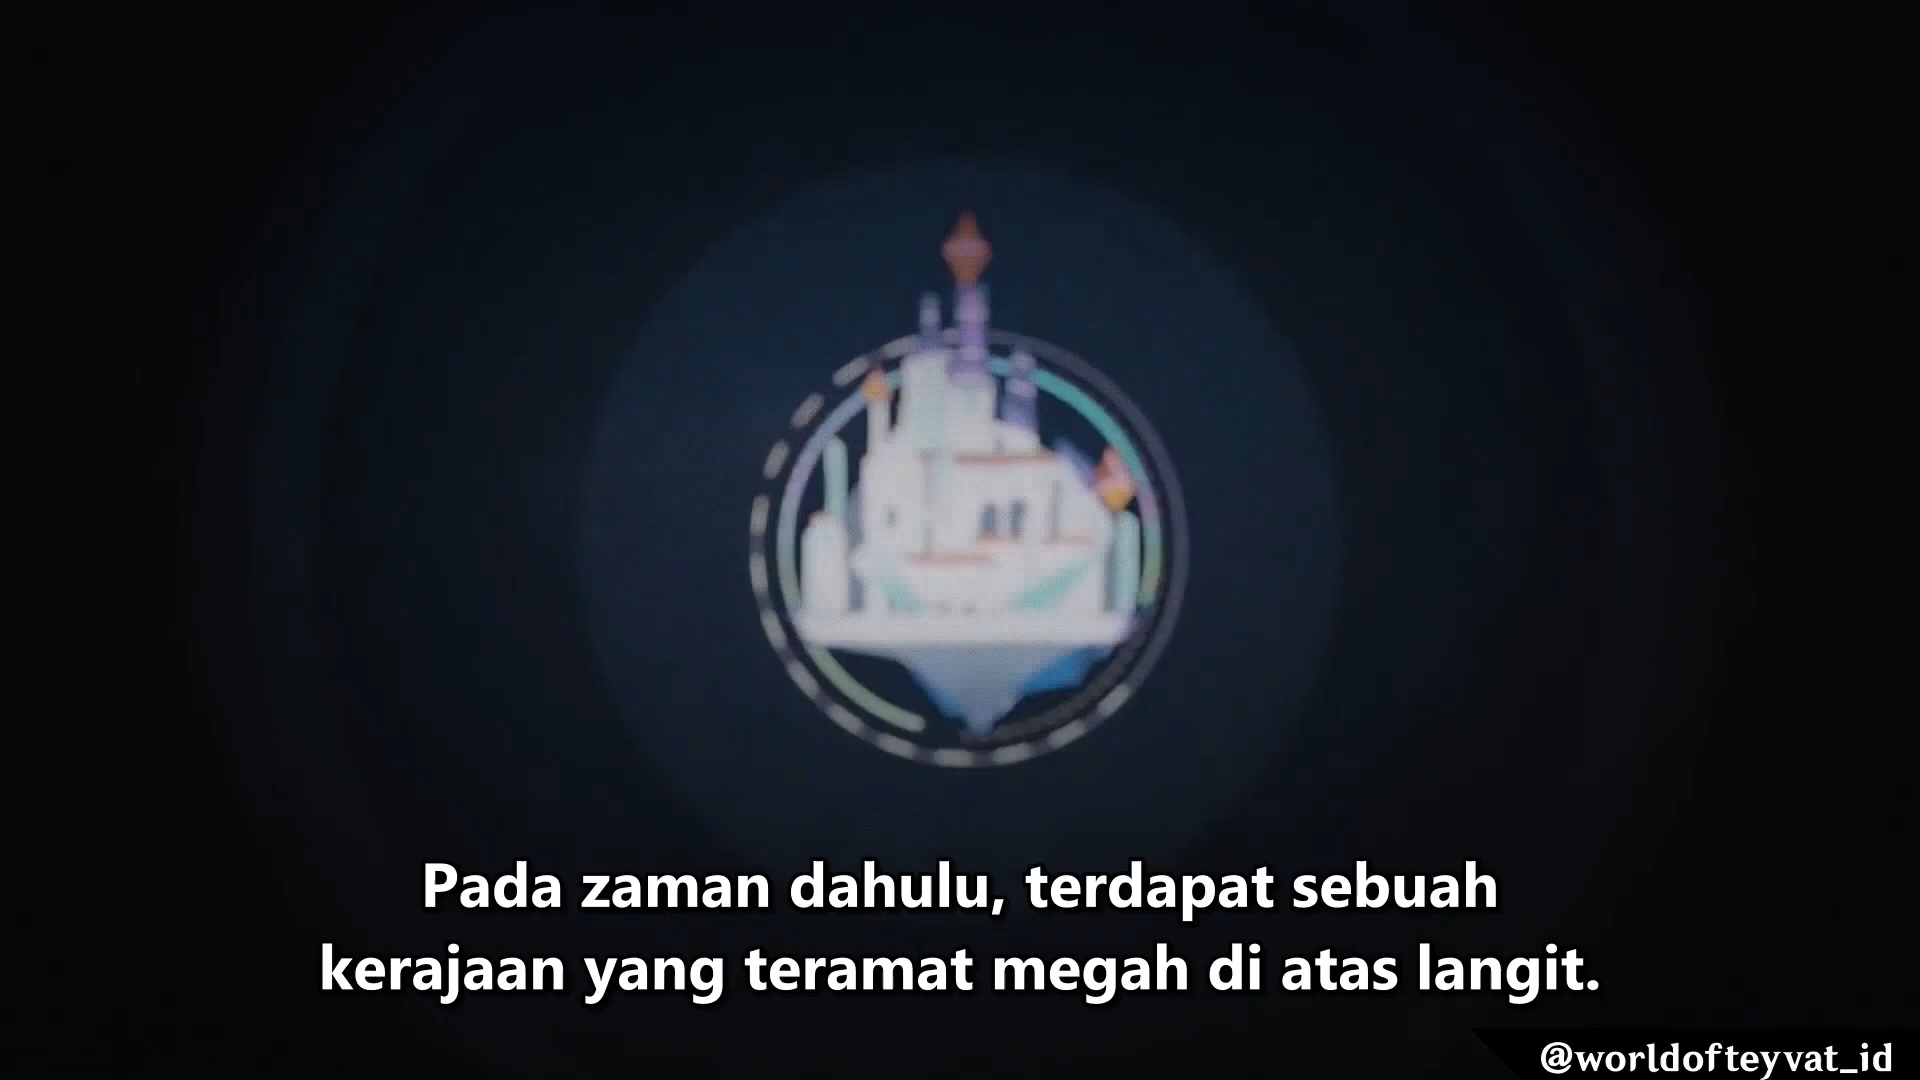 Pada zaman dahulu, terdapat sebuah
kerajaan yang teramat megah di atas langit.
@worldofteyvat_id